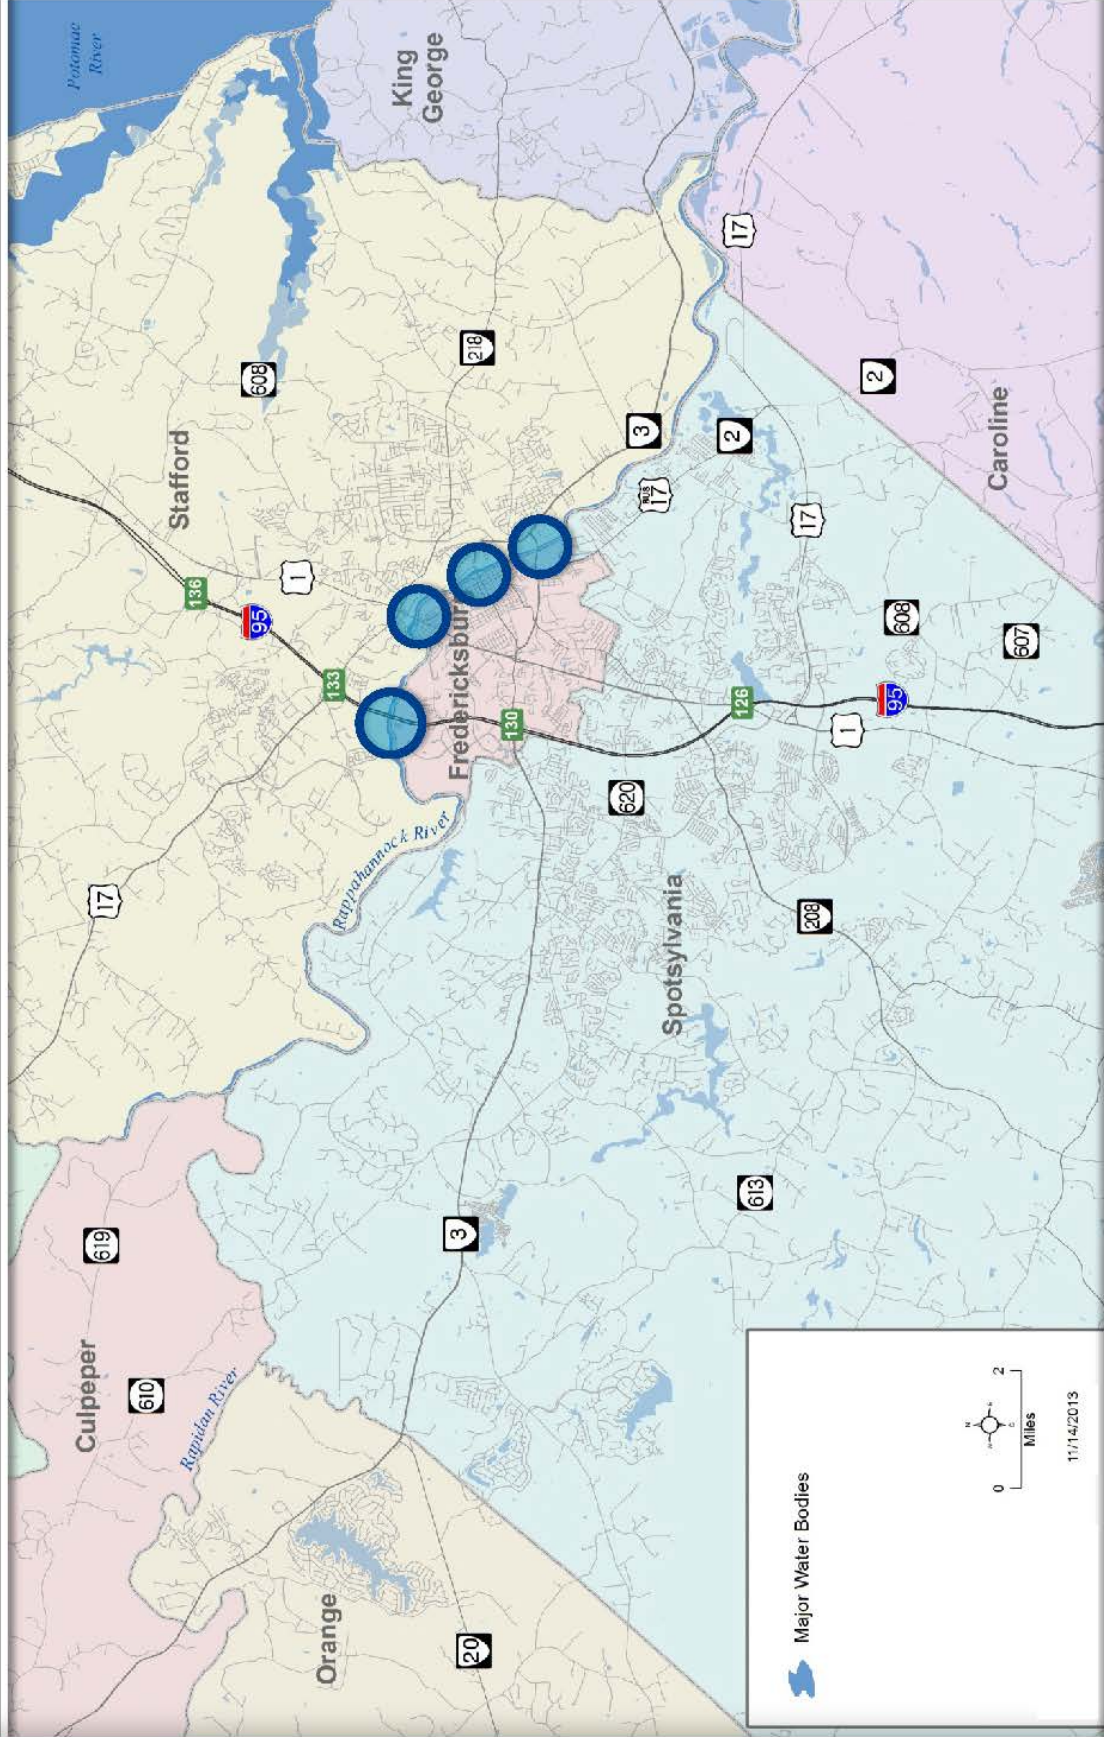 Potomac
River
Culpeper
619
17
610
Stafford
136
Rapidan River
608
95
1
Orange
133
Rappahannock River
King
George
Fredericksburg
3
20
218
130
620
3
BUS
17
Spotsylvania
2
17
126
613
17
208
1
2
95
608
Caroline
607
Major Water Bodies
N
0 2
Miles
11/14/2013